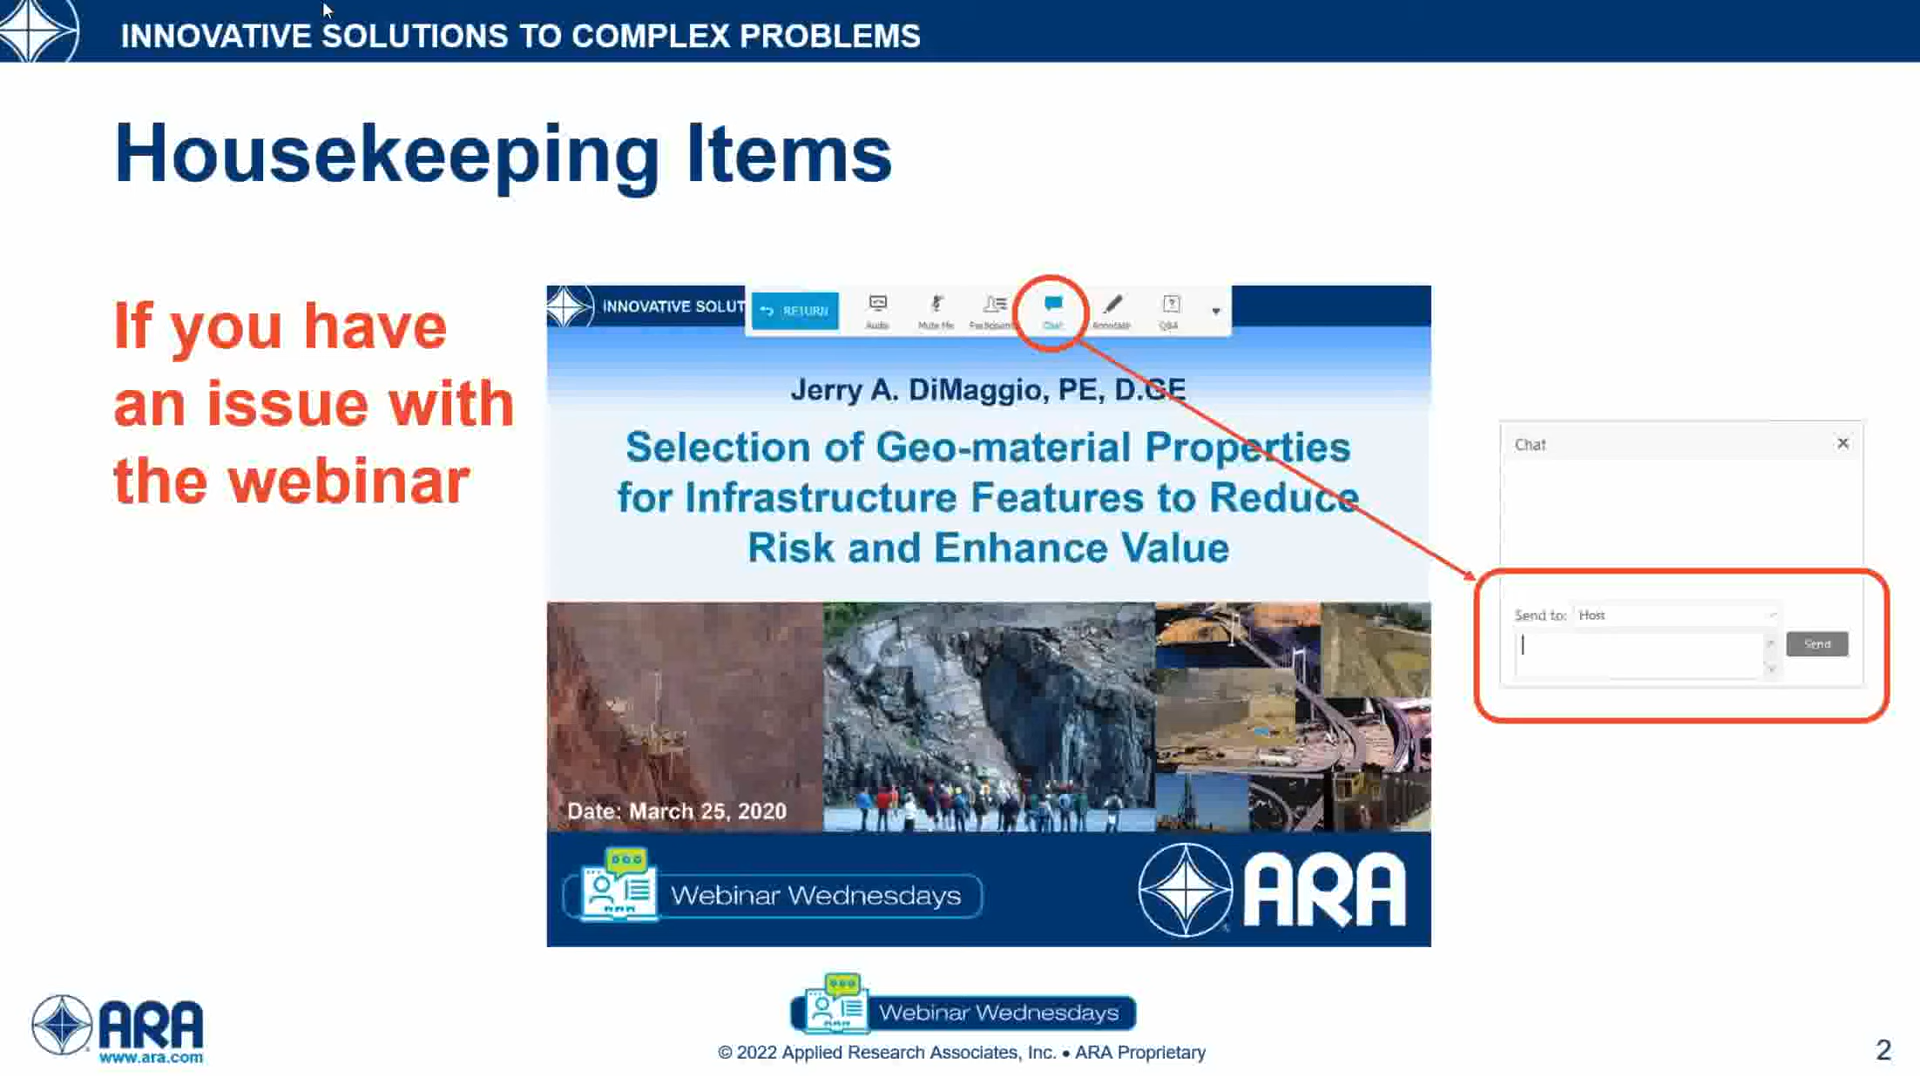 INNOVATIVE SOLUTIONS TO COMPLEX PROBLEMS
Housekeeping Items
If you have
an issue with
the webinar
INNOVATIVE SOLUT
RETURN
Audio
Mute Me
Participants
Chat
Annotate
Q&A
Jerry A. DiMaggio, PE, D.GE
Selection of Geo-material Properties
for Infrastructure Features to Reduce
Risk and Enhance Value
Date: March 25, 2020
Webinar Wednesdays
ARA
Chat
Send to: Host
Send
ARA
www.ara.com
Webinar Wednesdays
© 2022 Applied Research Associates, Inc. • ARA Proprietary
2